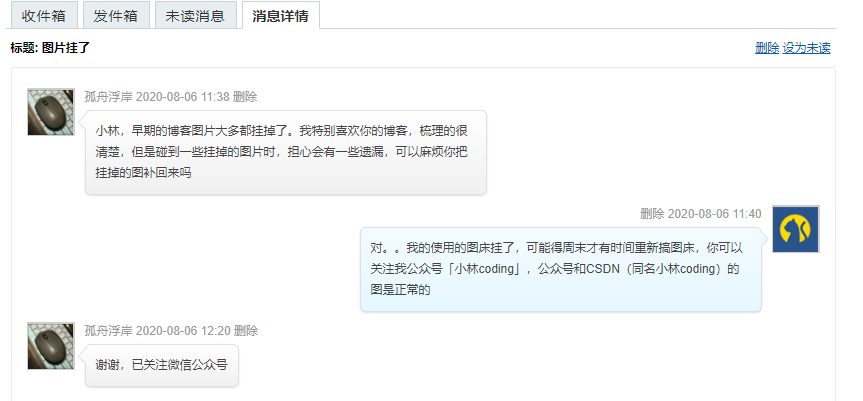 收件箱 发件箱 未读消息 消息详情
标题: 图片挂了 删除 设为未读
孤舟浮岸 2020-08-06 11:38 删除
小林，早期的博客图片大多都挂掉了。我特别喜欢你的博客，梳理的很
清楚，但是碰到一些挂掉的图片时，担心会有一些遗漏，可以麻烦你把
挂掉的图补回来吗
删除 2020-08-06 11:40
对。。我的使用的图床挂了，可能得周末才有时间重新搞图床，你可以
关注我公众号「小林coding」，公众号和CSDN（同名小林coding）的
图是正常的
孤舟浮岸 2020-08-06 12:20 删除
谢谢，已关注微信公众号